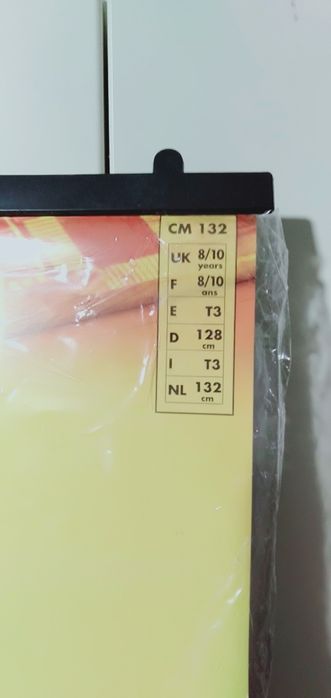 CM 132
UK 8/10
years
F 8/10
ans
E T3
D 128
cm
I T3
NL 132
cm